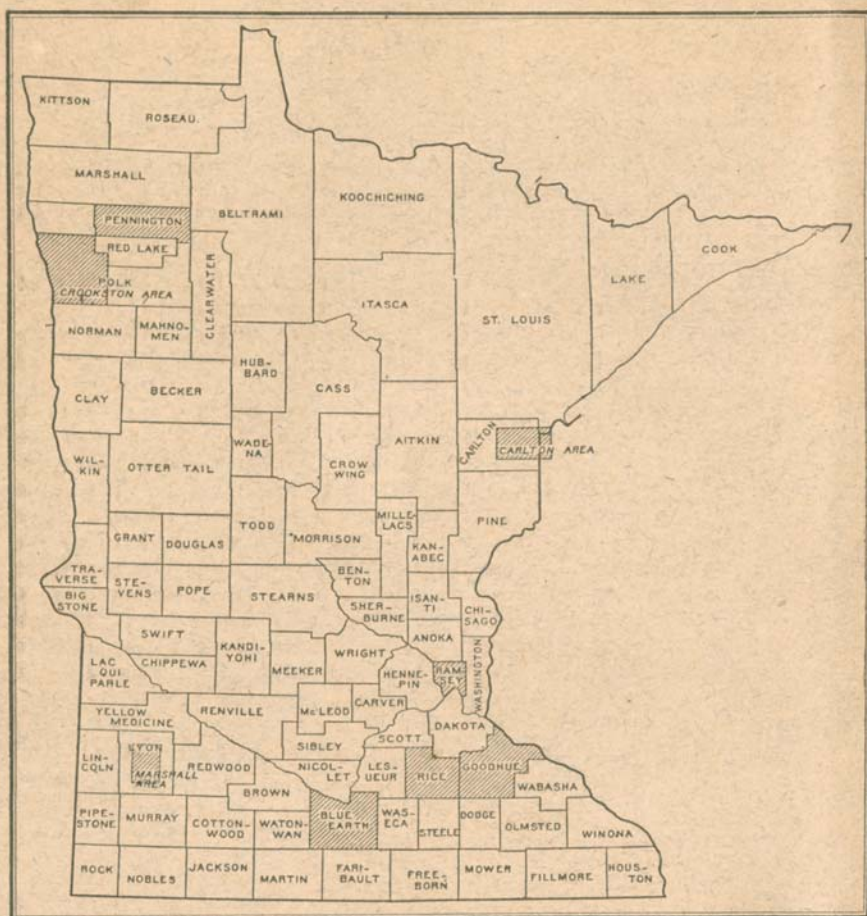 KITTSON
ROSEAU.
MARSHALL
BELTRAMI
KOOCHICHING
PENNINGTON
RED LAKE
POLK
CROOKSTON AREA
CLEARWATER
ITASCA
ST. LOUIS
LAKE
COOK
NORMAN
MAHNO-
MEN
HUB-
BARD
CASS
CLAY
BECKER
AITKIN
CARLTON
CARLTON AREA
WIL-
KIN
OTTER TAIL
WADE-
NA
CROW
WING
PINE
GRANT
DOUGLAS
TODD
MORRISON
MILLE
LACS
KAN-
ABEC
TRA-
VERSE
BIG
STONE
STE-
VENS
POPE
STEARNS
BEN-
TON
SHER-
BURNE
ISAN-
TI
CHI-
SAGO
SWIFT
KANDI-
YOHI
MEEKER
WRIGHT
ANOKA
LAC
QUI
PARLE
CHIPPEWA
HENNE-
PIN
RAM-
SEY
WASHINGTON
YELLOW
MEDICINE
RENVILLE
McLEOD
CARVER
SCOTT
DAKOTA
LIN-
COLN
LYON
MARSHALL
AREA
REDWOOD
SIBLEY
NICOL-
LET
LE-
SUEUR
RICE
GOODHUE
WABASHA
BROWN
PIPE-
STONE
MURRAY
COTTON-
WOOD
WATON-
WAN
BLUE
EARTH
WAS-
ECA
STEELE
DODGE
OLMSTED
WINONA
ROCK
NOBLES
JACKSON
MARTIN
FARI-
BAULT
FREE-
BORN
MOWER
FILLMORE
HOUS-
TON